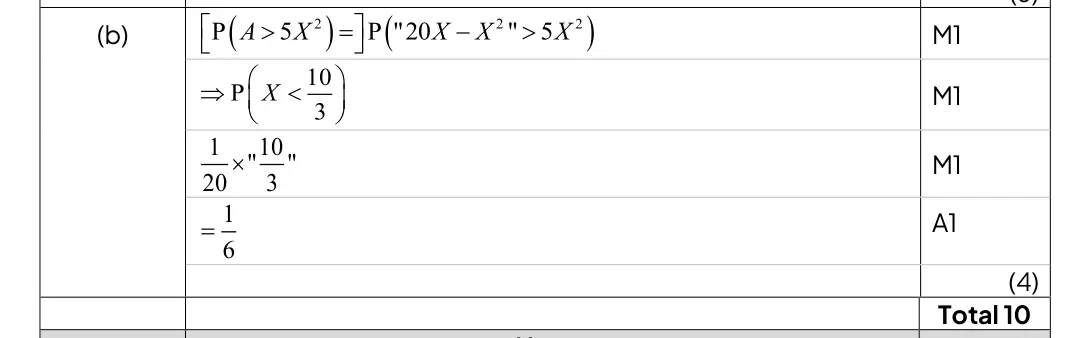 (b) [P(A > 5X²) =] P("20X − X²" > 5X²) M1
⇒ P(X < 10/3) M1
1/20 × "10/3" M1
= 1/6 A1
(4)
Total 10